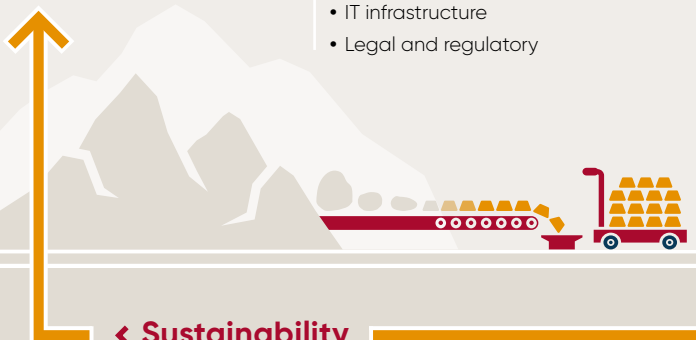 • IT infrastructure
• Legal and regulatory
Sustainability